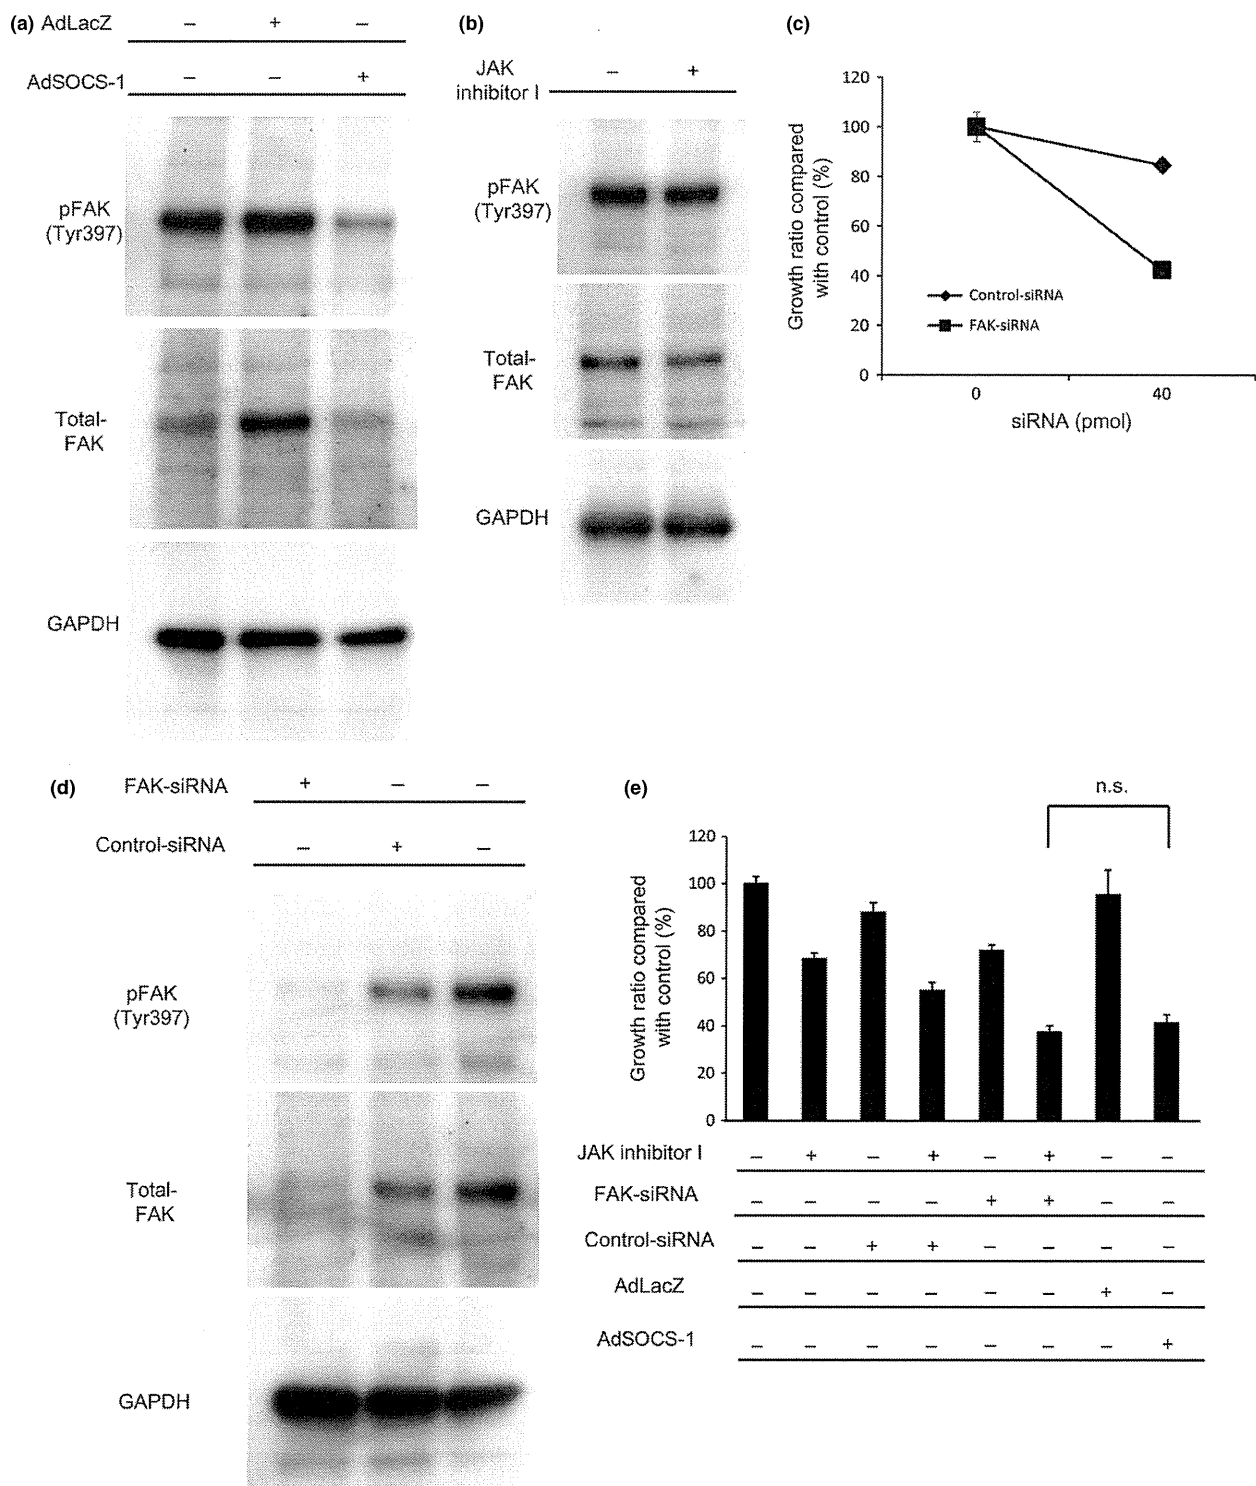 (a) AdLacZ – + –
AdSOCS-1 – – +
pFAK
(Tyr397)
Total-
FAK
GAPDH
(b)
JAK
inhibitor I – +
pFAK
(Tyr397)
Total-
FAK
GAPDH
(c)
Growth ratio compared
with control (%)
120
100
80
60
40
20
0
Control-siRNA
FAK-siRNA
0 40
siRNA (pmol)
(d) FAK-siRNA + – –
Control-siRNA – + –
pFAK
(Tyr397)
Total-
FAK
GAPDH
(e)
n.s.
Growth ratio compared
with control (%)
120
100
80
60
40
20
0
JAK inhibitor I – + – + – + – –
FAK-siRNA – – – – + + – –
Control-siRNA – – + + – – – –
AdLacZ – – – – – – + –
AdSOCS-1 – – – – – – – +